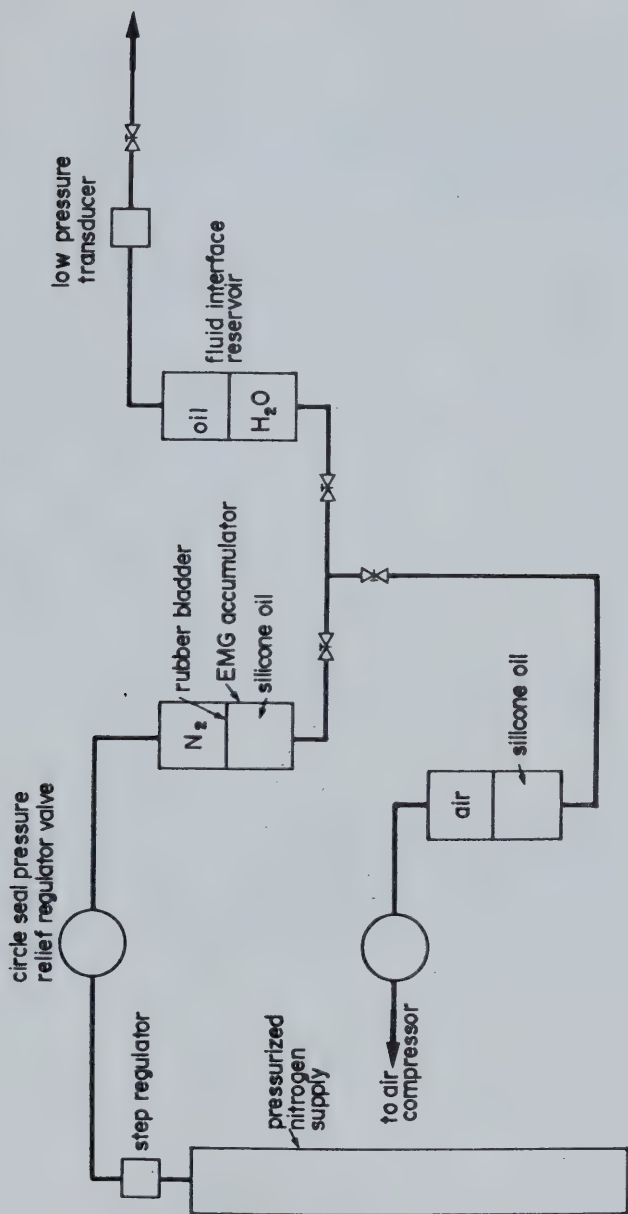 circle seal pressure
relief regulator valve
step regulator
pressurized
nitrogen
supply
N₂
rubber bladder
EMG accumulator
silicone oil
low pressure
transducer
oil
H₂O
fluid interface
reservoir
to air
compressor
air
silicone oil